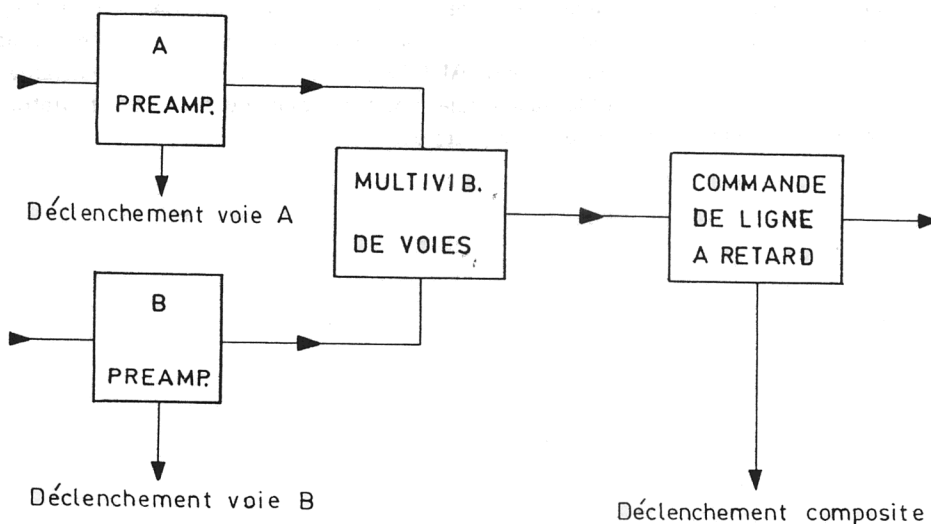 A
PREAMP.
Déclenchement voie A
MULTIVIB.
DE VOIES
COMMANDE
DE LIGNE
A RETARD
B
PREAMP.
Déclenchement voie B
Déclenchement composite